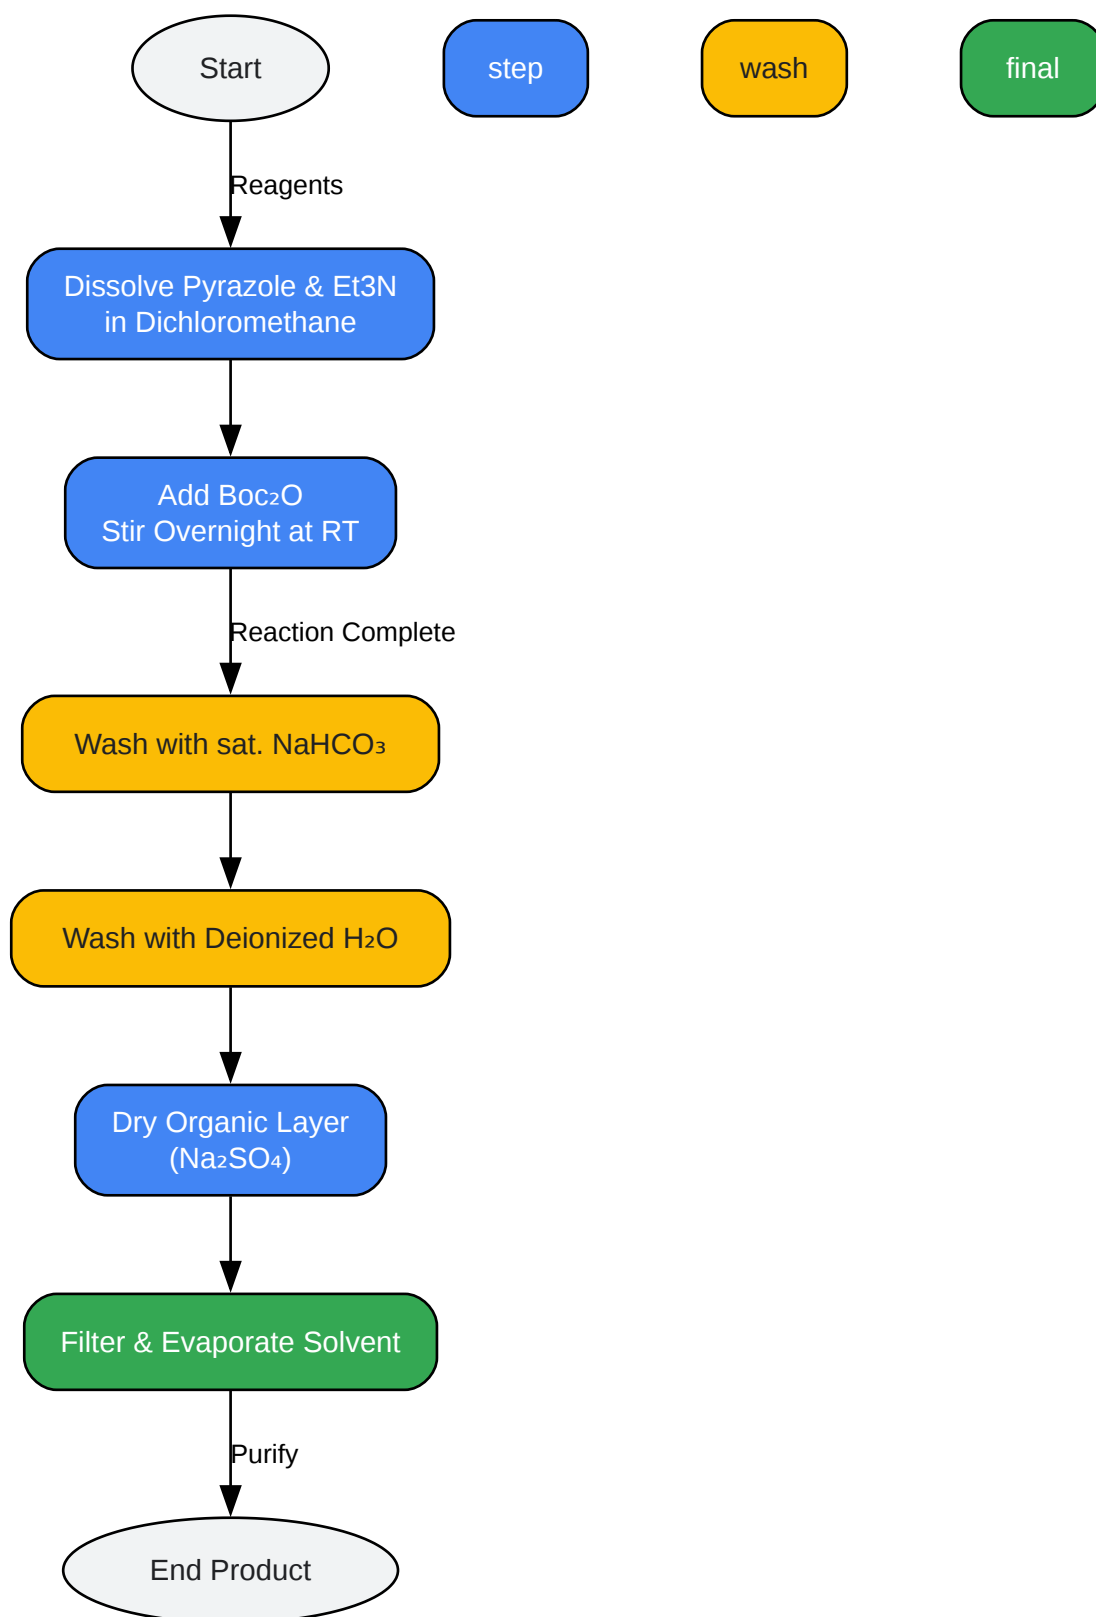 Start
step
wash
final
Reagents
Dissolve Pyrazole & Et3N
in Dichloromethane
Add Boc₂O
Stir Overnight at RT
Reaction Complete
Wash with sat. NaHCO₃
Wash with Deionized H₂O
Dry Organic Layer
(Na₂SO₄)
Filter & Evaporate Solvent
Purify
End Product